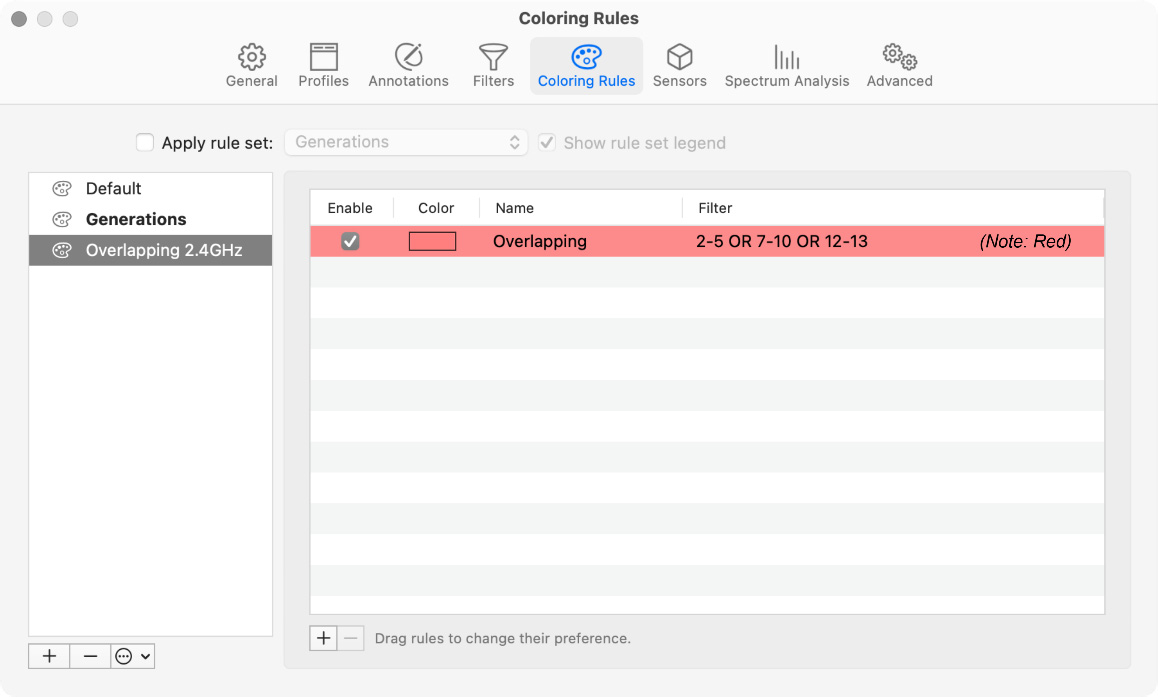 Coloring Rules
General Profiles Annotations Filters Coloring Rules Sensors Spectrum Analysis Advanced
Apply rule set: Generations Show rule set legend
Default
Generations
Overlapping 2.4GHz
Enable Color Name Filter
Overlapping 2-5 OR 7-10 OR 12-13 (Note: Red)
Drag rules to change their preference.